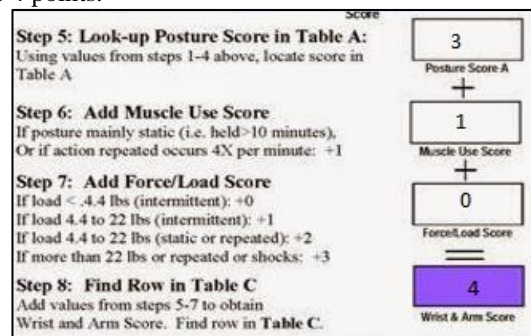 4 points.
Score
Step 5: Look-up Posture Score in Table A:
Using values from steps 1-4 above, locate score in
Table A
3
Posture Score A
+
Step 6: Add Muscle Use Score
If posture mainly static (i.e. held>10 minutes),
Or if action repeated occurs 4X per minute: +1
1
Muscle Use Score
+
Step 7: Add Force/Load Score
If load < .4.4 lbs (intermittent): +0
If load 4.4 to 22 lbs (intermittent): +1
If load 4.4 to 22 lbs (static or repeated): +2
If more than 22 lbs or repeated or shocks: +3
0
Force/Load Score
=
Step 8: Find Row in Table C
Add values from steps 5-7 to obtain
Wrist and Arm Score. Find row in Table C.
4
Wrist & Arm Score